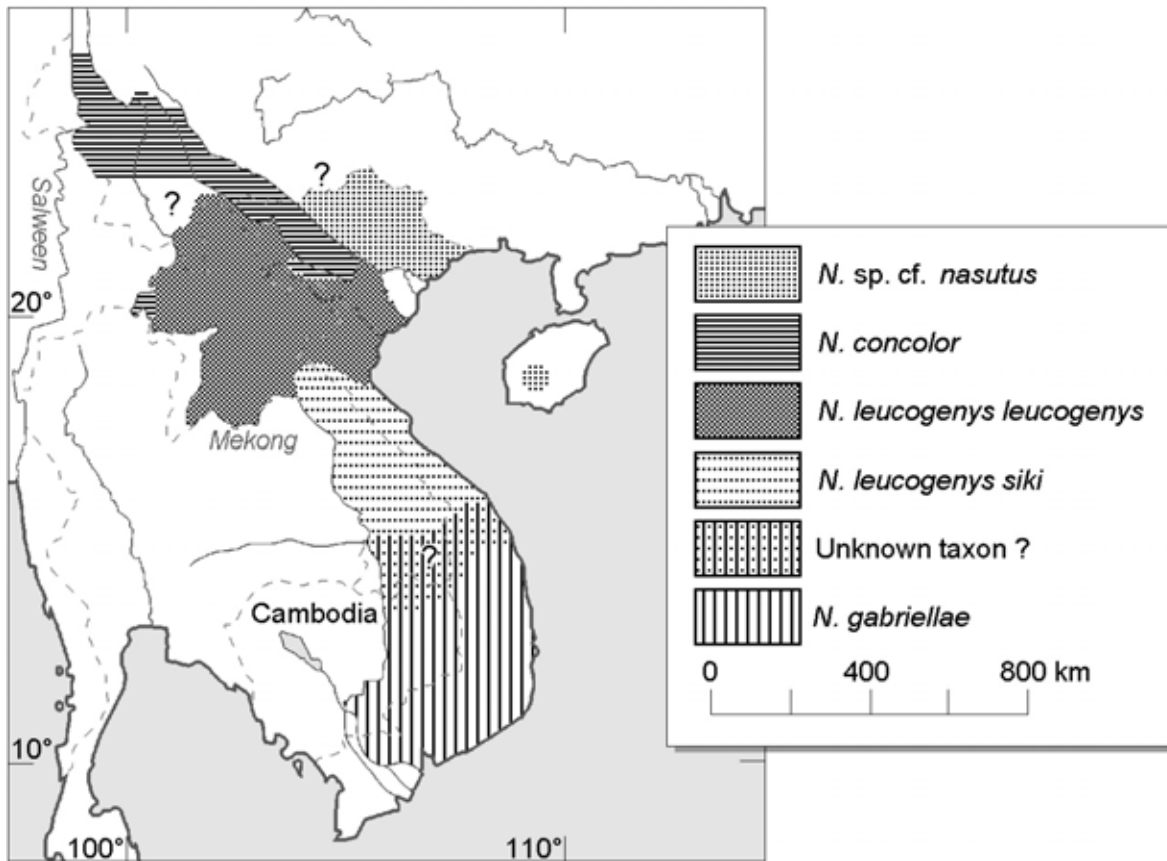 ?
?
Salween
20°
Mekong
?
Cambodia
10°
100°
110°
N. sp. cf. nasutus
N. concolor
N. leucogenys leucogenys
N. leucogenys siki
Unknown taxon ?
N. gabriellae
0 400 800 km